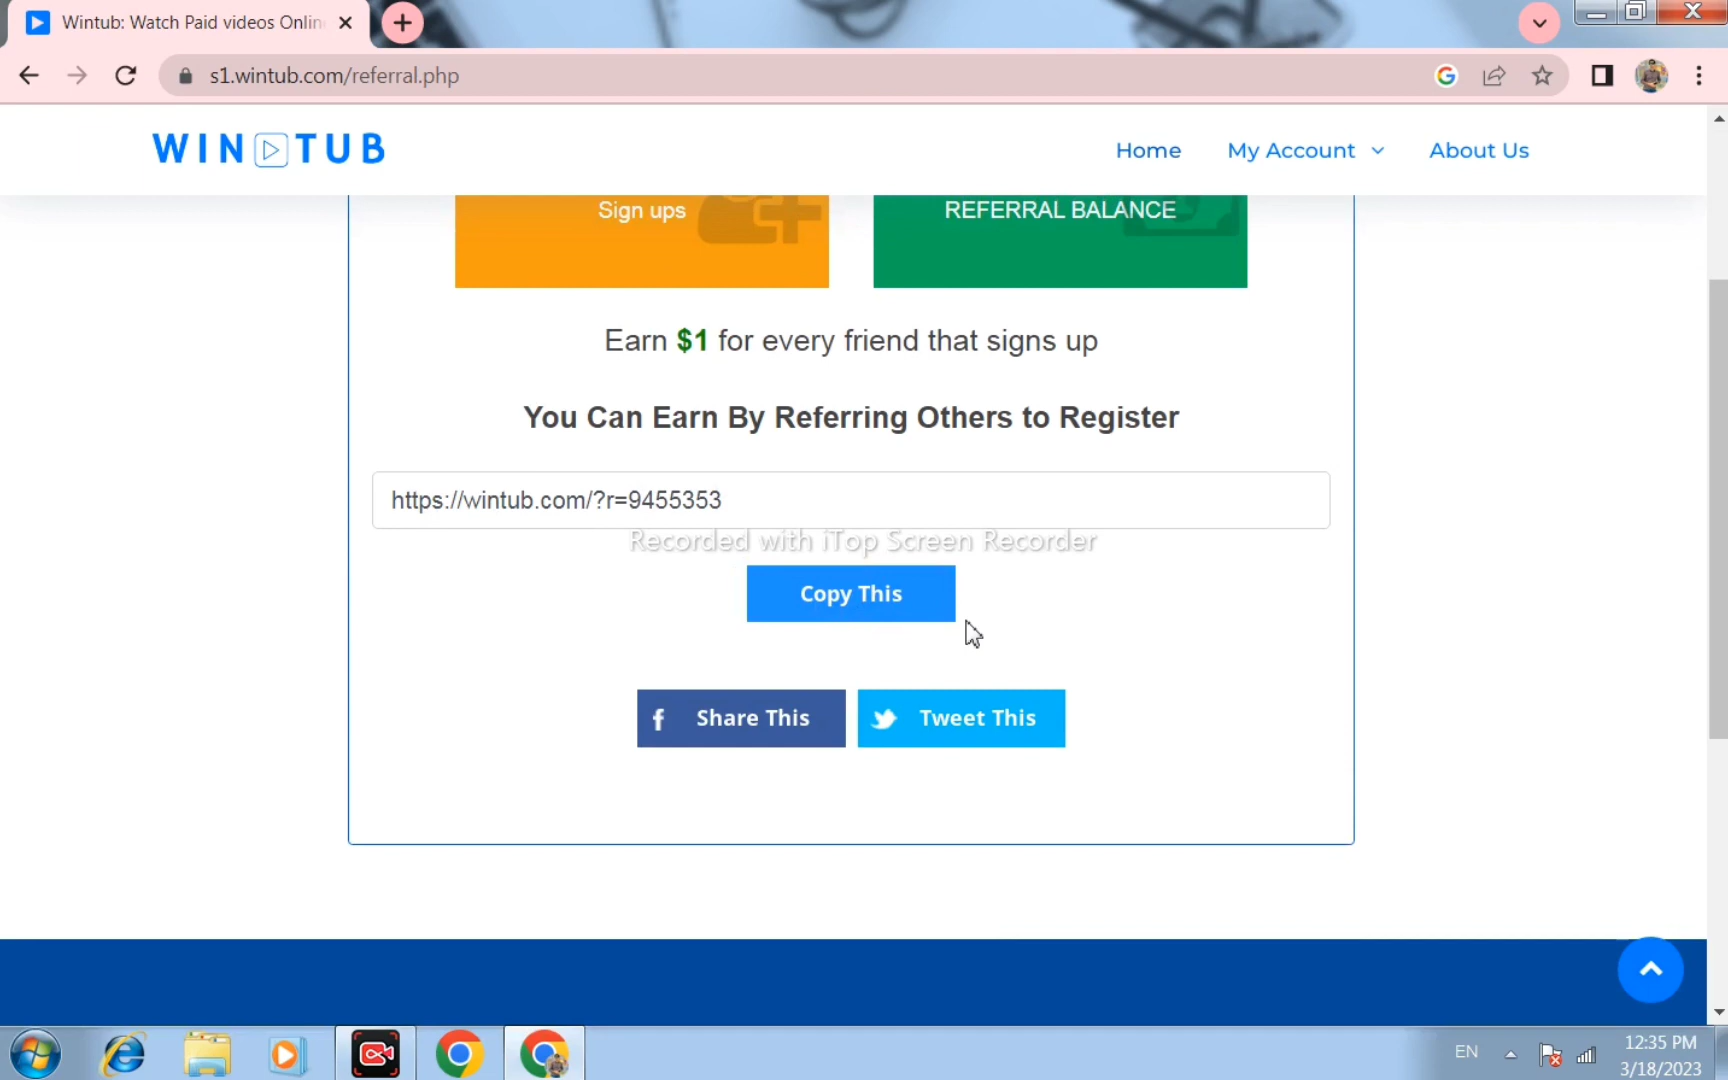 Wintub: Watch Paid videos Onlin
s1.wintub.com/referral.php
WIN TUB
Home
My Account
About Us
Sign ups
REFERRAL BALANCE
Earn $1 for every friend that signs up
You Can Earn By Referring Others to Register
https://wintub.com/?r=9455353
Recorded with iTop Screen Recorder
Copy This
Share This
Tweet This
EN
12:35 PM
3/18/2023